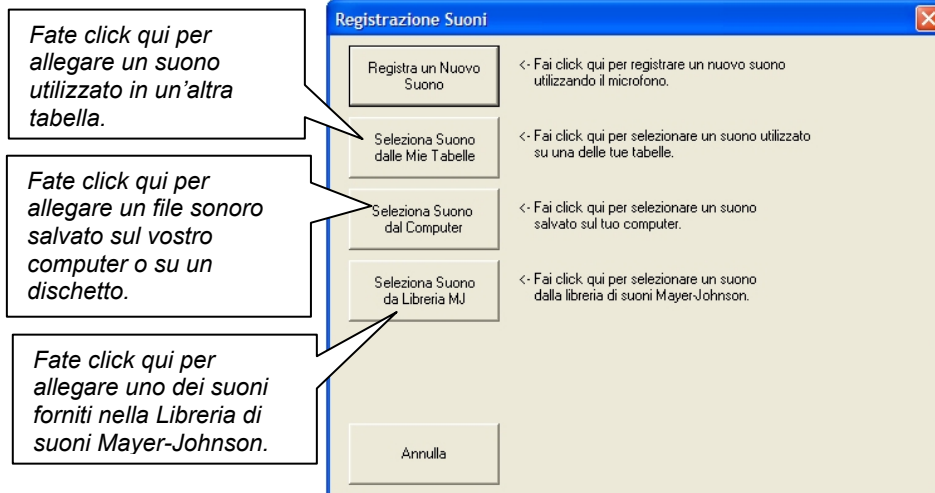 Fate click qui per
allegare un suono
utilizzato in un'altra
tabella.
Fate click qui per
allegare un file sonoro
salvato sul vostro
computer o su un
dischetto.
Fate click qui per
allegare uno dei suoni
forniti nella Libreria di
suoni Mayer-Johnson.
Registrazione Suoni
Registra un Nuovo
Suono
<- Fai click qui per registrare un nuovo suono
utilizzando il microfono.
Seleziona Suono
dalle Mie Tabelle
<- Fai click qui per selezionare un suono utilizzato
su una delle tue tabelle.
Seleziona Suono
dal Computer
<- Fai click qui per selezionare un suono
salvato sul tuo computer.
Seleziona Suono
da Libreria MJ
<- Fai click qui per selezionare un suono
dalla libreria di suoni Mayer-Johnson.
Annulla